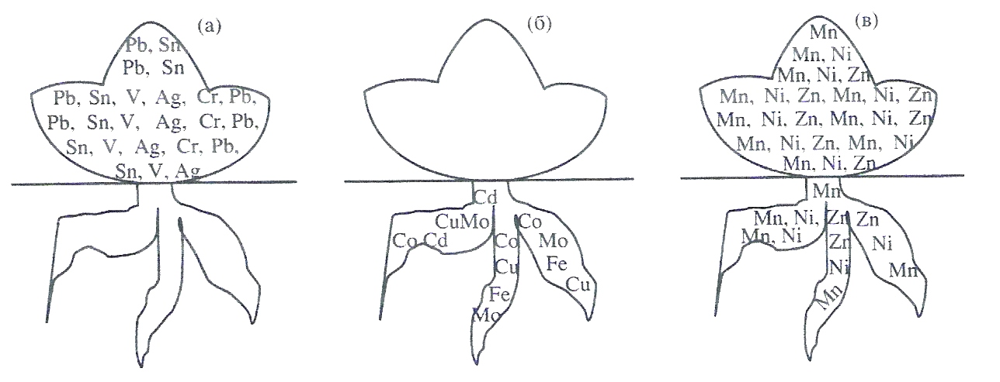 (а)
Pb, Sn
Pb, Sn
Pb, Sn, V, Ag, Cr, Pb,
Pb, Sn, V, Ag, Cr, Pb,
Sn, V, Ag, Cr, Pb,
Sn, V, Ag
(б)
Cd
CuMo
Co Cd
Co
Cu
Fe
Mo
Co
Mo
Fe
Cu
(в)
Mn
Mn, Ni
Mn, Ni, Zn
Mn, Ni, Zn, Mn, Ni, Zn
Mn, Ni, Zn, Mn, Ni, Zn
Mn, Ni, Zn, Mn, Ni
Mn, Ni, Zn
Mn
Mn, Ni, Zn
Mn, Ni
Zn
Ni
Mn
Zn
Ni
Mn